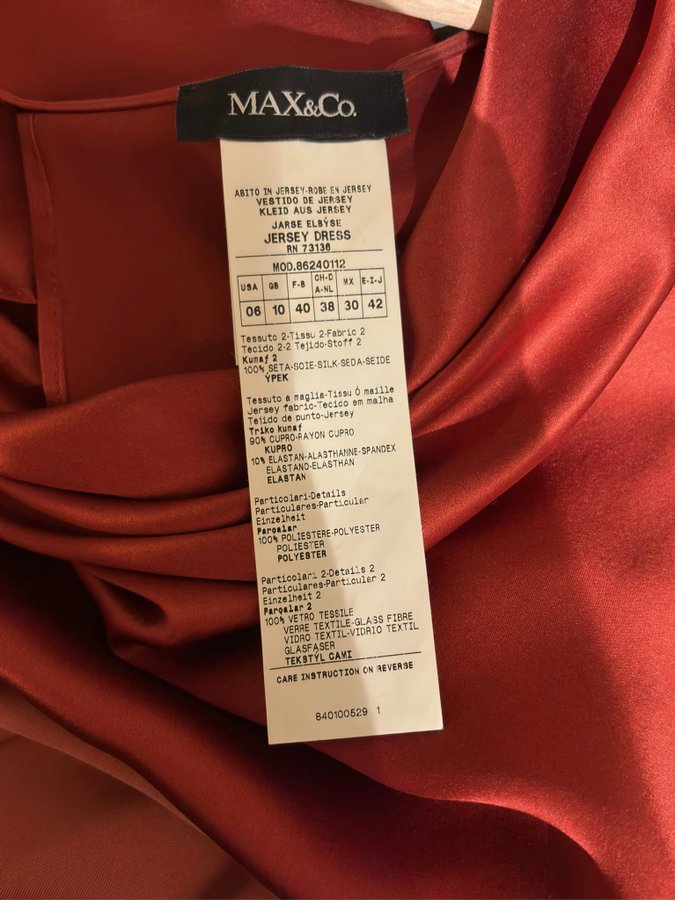 MAX&Co.
ABITO IN JERSEY-ROBE EN JERSEY
VESTIDO DE JERSEY
KLEID AUS JERSEY
JARSE ELBİSE
JERSEY DRESS
RN 73136
MOD.86240112
USA GB F-B CH-D A-NL MX E-I-J
06 10 40 38 30 42
Tessuto 2-Tissu 2-Fabric 2
Tecido 2-2 Tejido-Stoff 2
Kumaş 2
100% SETA-SOIE-SILK-SEDA-SEIDE
İPEK
Tessuto a maglia-Tissu Ó maille
Jersey fabric-Tecico em malha
Tejido de punto-Jersey
Triko kumaş
90% CUPRO-RAYON CUPRO
KUPRO
10% ELASTAN-ALASTHANNE-SPANDEX
ELASTANO-ELASTHAN
ELASTAN
Particolari-Details
Particulares-Particular
Einzelheit
Parçalar
100% POLIESTERE-POLYESTER
POLIESTER
POLYESTER
Particolari 2-Details 2
Particulares-Particular 2
Einzelheit 2
Parçalar 2
100% VETRO TESSILE
VERRE TEXTILE-GLASS FIBRE
VIDRO TEXTIL-VIDRIO TEXTIL
GLASFASER
TEKSTÝL CAMI
CARE INSTRUCTION ON REVERSE
840100529 1